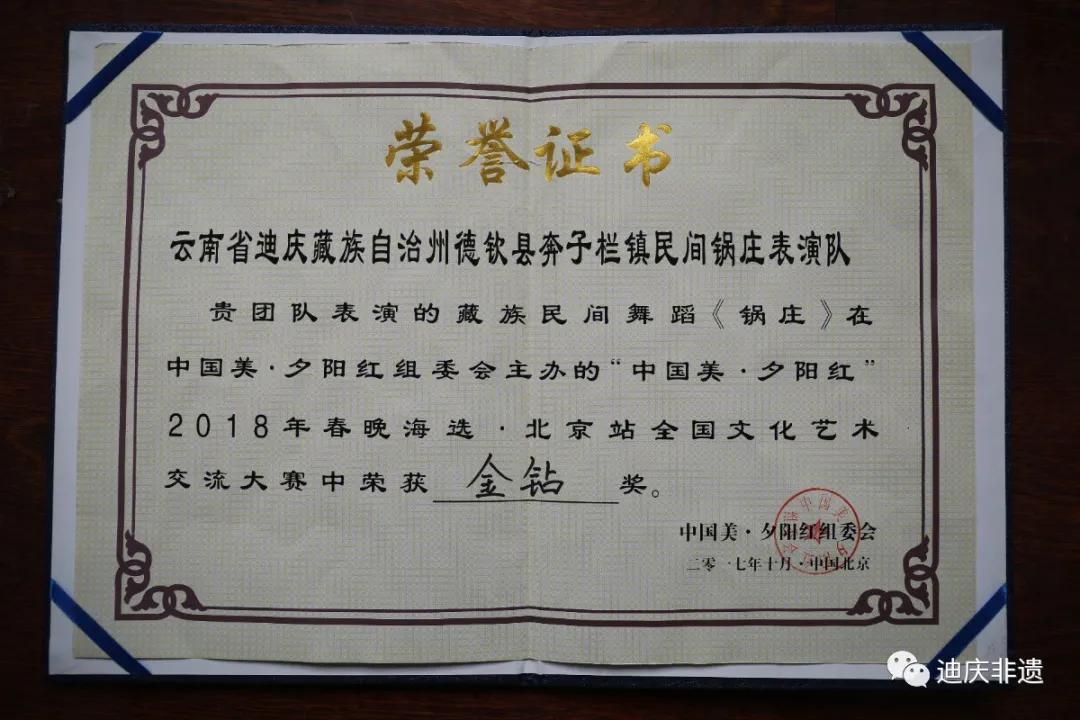 荣誉证书
云南省迪庆藏族自治州德钦县奔子栏镇民间锅庄表演队
贵团队表演的藏族民间舞蹈《锅庄》在
中国美·夕阳红组委会主办的“中国美·夕阳红”
2018年春晚海选·北京站全国文化艺术
交流大赛中荣获金钻奖。
中国美·夕阳红组委会
二零一七年十月·中国北京
迪庆非遗